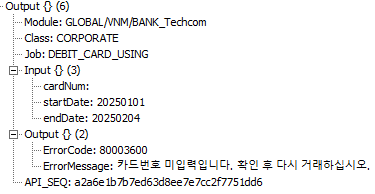 Output {} (6)
Module: GLOBAL/VNM/BANK_Techcom
Class: CORPORATE
Job: DEBIT_CARD_USING
Input {} (3)
cardNum:
startDate: 20250101
endDate: 20250204
Output {} (2)
ErrorCode: 80003600
ErrorMessage: 카드번호 미입력입니다. 확인 후 다시 거래하십시오.
API_SEQ: a2a6e1b7b7ed63d8ee7e7cc2f7751dd6